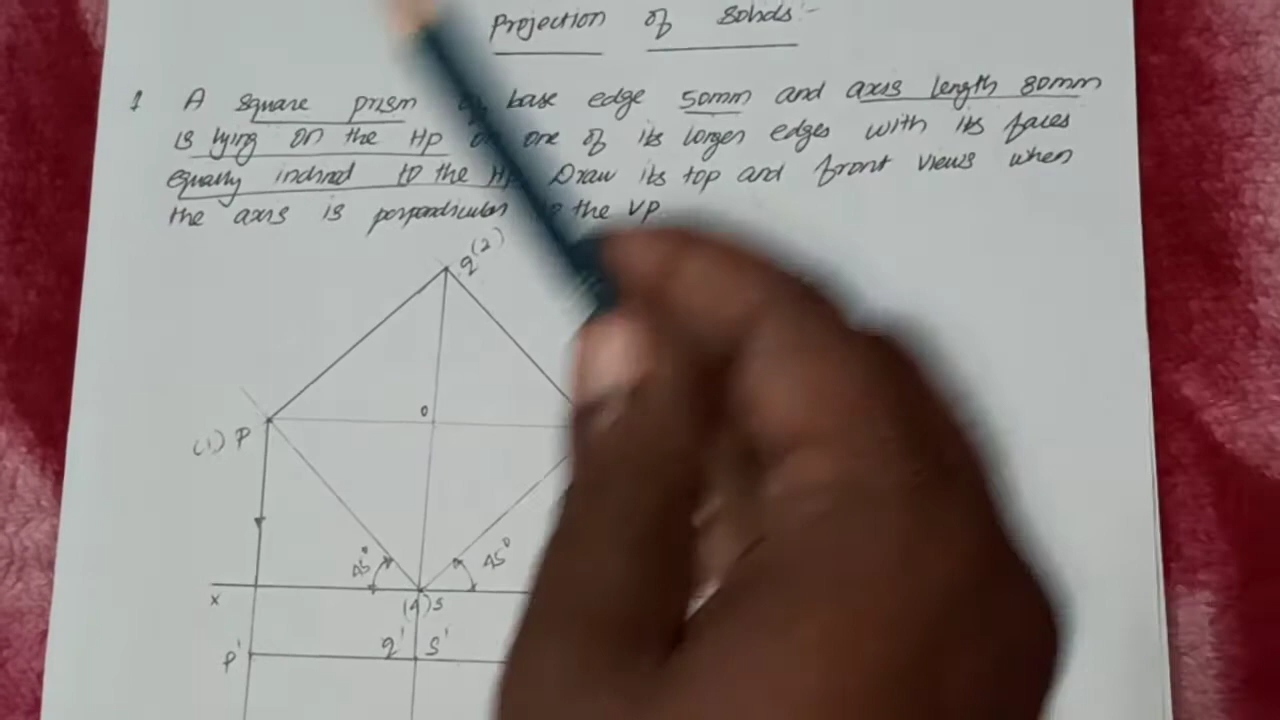 Projection of Solids:-
1 A square prism base edge 50mm and axis length 80mm
is lying on the Hp one of its longer edges with its faces
equally inclined to the Draw its top and front views when
the axis is perpendicular the VP
q(2)
o
(1) P
45° 45°
x
(4) s
p' q' s'